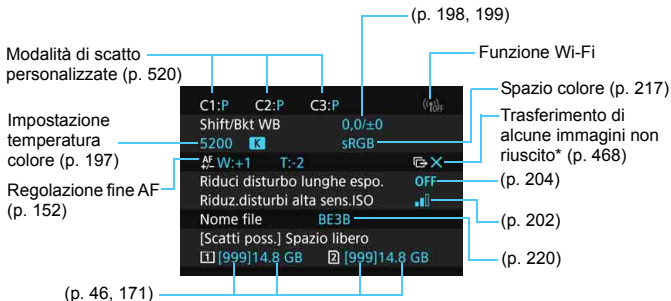 (p. 198, 199)
Modalità di scatto
personalizzate (p. 520)
Funzione Wi-Fi
Spazio colore (p. 217)
Impostazione
temperatura
colore (p. 197)
Trasferimento di
alcune immagini non
riuscito* (p. 468)
Regolazione fine AF
(p. 152)
(p. 204)
(p. 202)
(p. 220)
(p. 46, 171)
C1:P C2:P C3:P OFF
Shift/Bkt WB 0,0/±0
5200 K sRGB
AF W:+1 T:-2
Riduci disturbo lunghe espo. OFF
Riduz.disturbi alta sens.ISO
Nome file BE3B
[Scatti poss.] Spazio libero
1 [999]14.8 GB 2 [999]14.8 GB